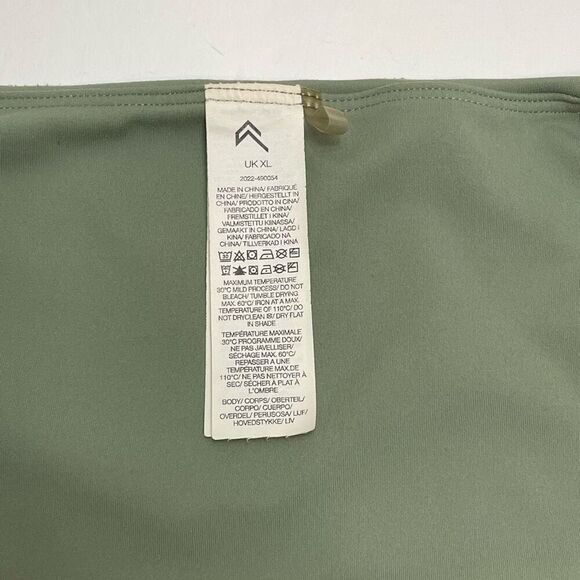 UK XL
2022-490054
MADE IN CHINA/ FABRIQUÉ
EN CHINE/ HERGESTELLT IN
CHINA/ PRODOTTO IN CINA/
FABRICADO EN CHINA/
FREMSTILLET I KINA/
VALMISTETTU KIINASSA/
GEMAAKT IN CHINA/ LAGD I
KINA/ FABRICADO NA
CHINA/ TILLVERKAD I KINA
MAXIMUM TEMPERATURE
30°C MILD PROCESS/ DO NOT
BLEACH/ TUMBLE DRYING
MAX. 60°C/ IRON AT A MAX.
TEMPERATURE OF 110°C/ DO
NOT DRYCLEAN IS/ DRY FLAT
IN SHADE
TEMPÉRATURE MAXIMALE
30°C PROGRAMME DOUX/
NE PAS JAVELLISER/
SÉCHAGE MAX. 60°C/
REPASSER A UNE
TEMPÉRATURE MAX.DE
110°C/ NE PAS NETTOYER À
SEC/ SÉCHER À PLAT À
L'OMBRE
BODY/ CORPS/ OBERTEIL/
CORPO/ CUERPO/
OVERDEL/ PERUSOSA/ LIJF/
HOVEDSTYKKE/ LIV